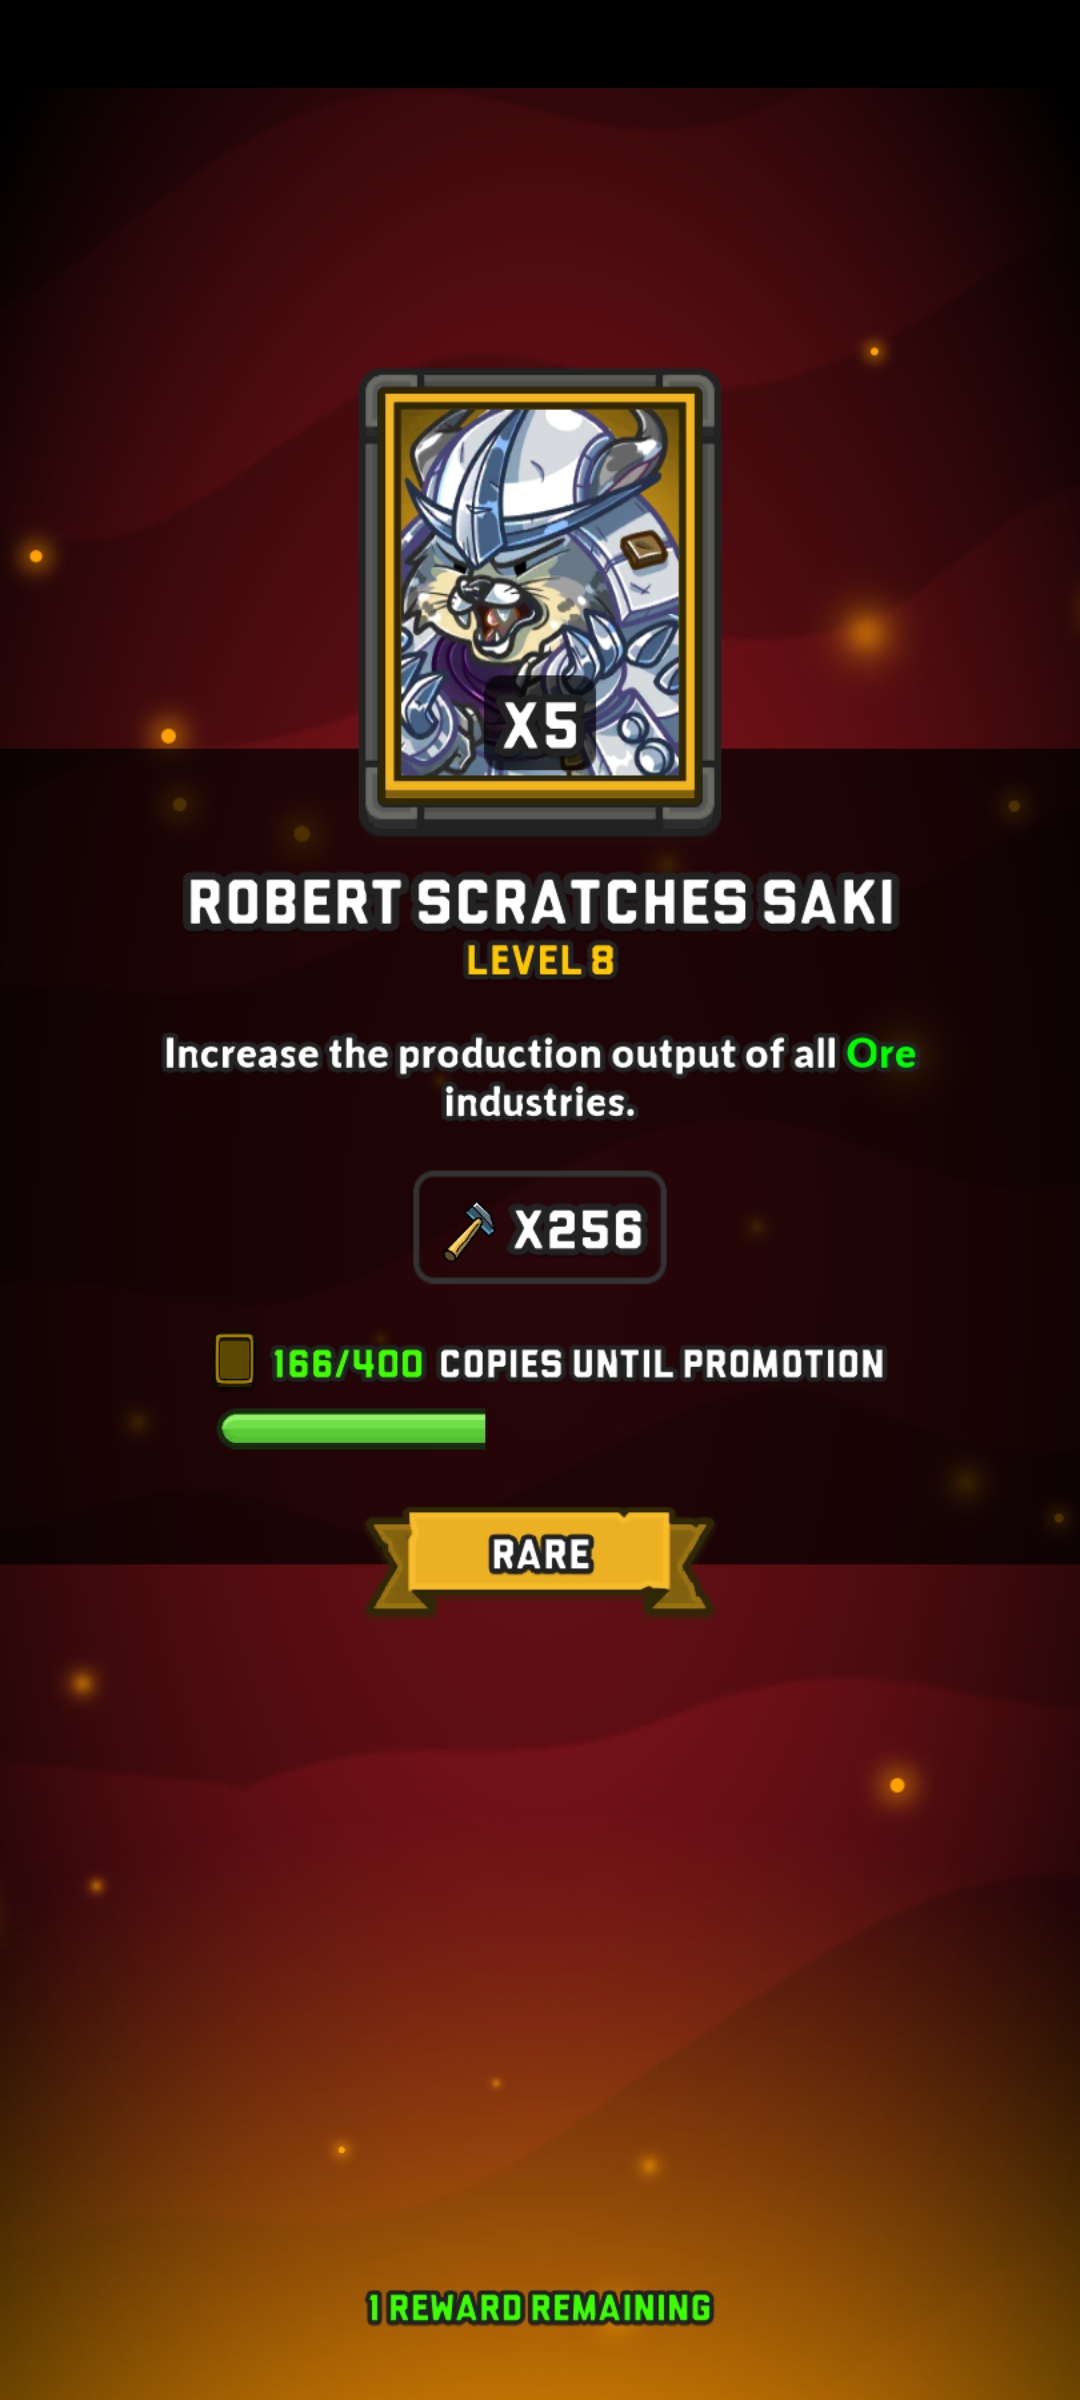 X5
ROBERT SCRATCHES SAKI
LEVEL 8
Increase the production output of all Ore
industries.
X256
166/400 COPIES UNTIL PROMOTION
RARE
1 REWARD REMAINING